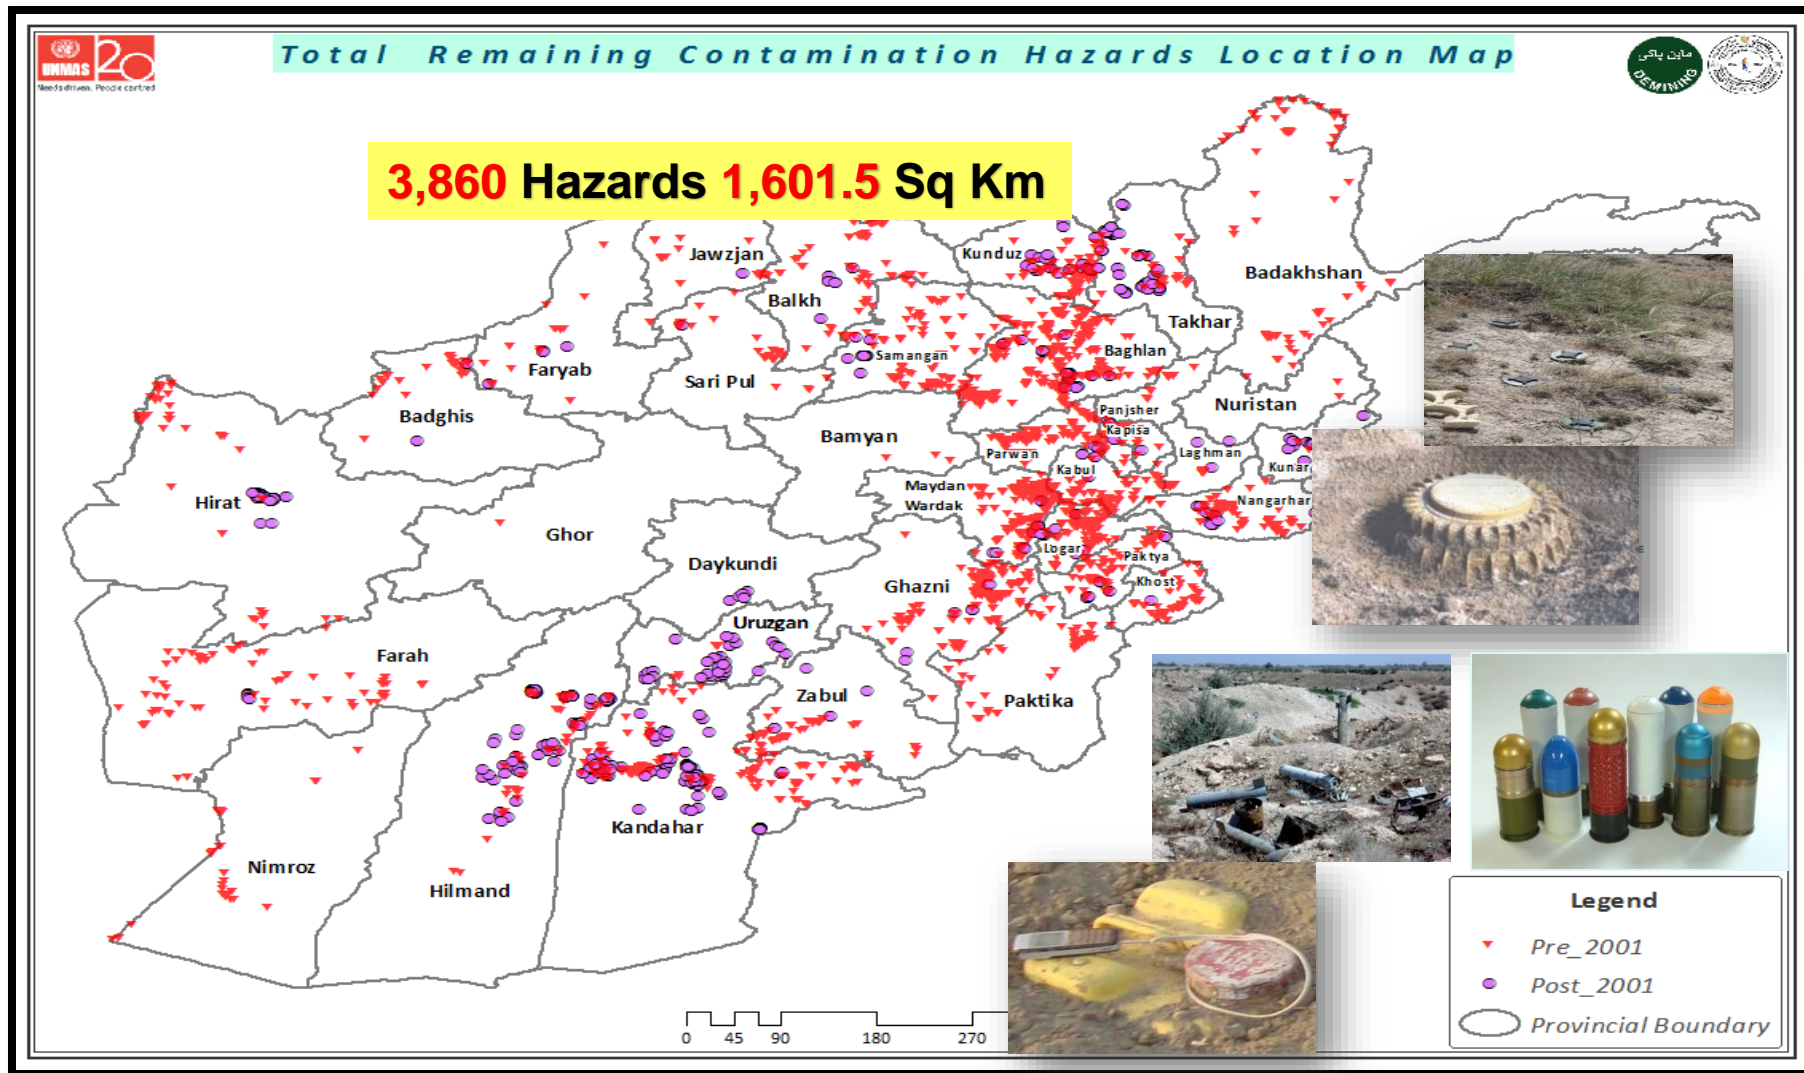 UNMAS 20
Needs driven. People centred
Total Remaining Contamination Hazards Location Map
ماین پاکی
DEMINING
3,860 Hazards 1,601.5 Sq Km
Jawzjan
Kunduz
Badakhshan
Balkh
Takhar
Samangan
Baghlan
Faryab
Sari Pul
Nuristan
Badghis
Panjsher
Kapisa
Bamyan
Parwan
Laghman
Kabul
Kunar
Maydan
Wardak
Nangarhar
Hirat
Ghor
Logar
Paktya
Daykundi
Khost
Ghazni
Uruzgan
Farah
Zabul
Paktika
Kandahar
Nimroz
Hilmand
Legend
Pre_2001
Post_2001
Provincial Boundary
0 45 90 180 270